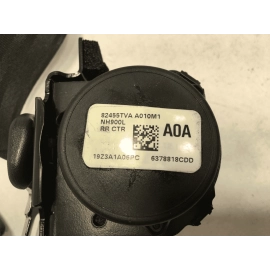 82455TVA A010M1
NH900L
RR CTR
A0A
19Z3A1A06PC
6378818CDD